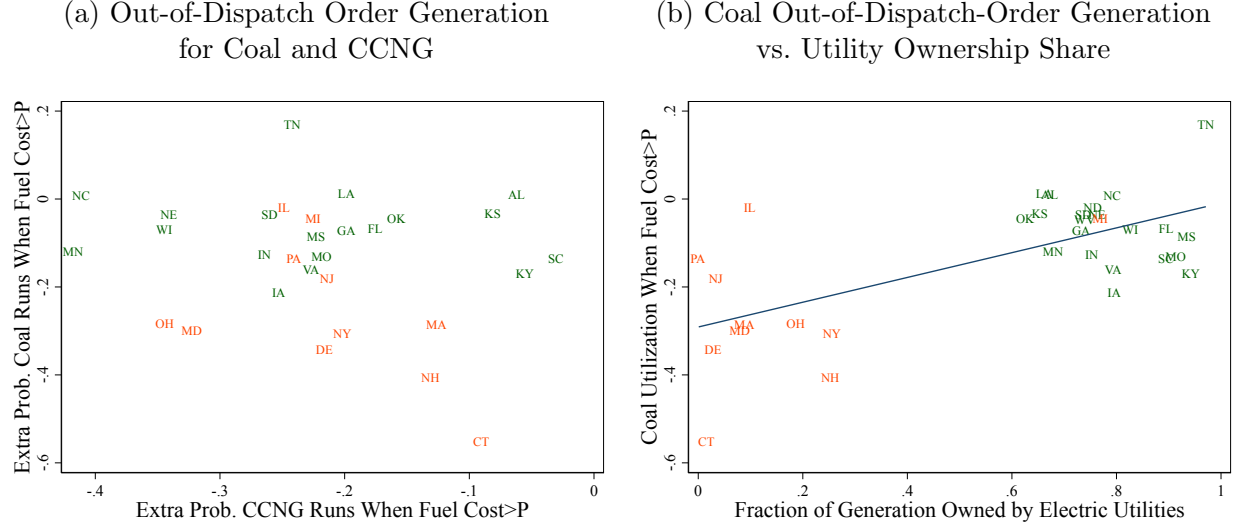 (a) Out-of-Dispatch Order Generation
for Coal and CCNG
Extra Prob. Coal Runs When Fuel Cost>P
.2
0
-.2
-.4
-.6
TN
NC
LA
AL
NE
SD
IL
MI
OK
KS
WI
MS
GA
FL
MN
IN
PA
MO
SC
VA
NJ
KY
IA
OH
MD
NY
MA
DE
NH
CT
-.4
-.3
-.2
-.1
0
Extra Prob. CCNG Runs When Fuel Cost>P
(b) Coal Out-of-Dispatch-Order Generation
vs. Utility Ownership Share
Coal Utilization When Fuel Cost>P
.2
0
-.2
-.4
-.6
TN
LA
AL
NC
IL
ND
KS
SD
NE
OK
WV
MI
GA
WI
FL
MS
MN
IN
PA
SC
MO
NJ
VA
KY
IA
MA
MD
OH
NY
DE
NH
CT
0
.2
.4
.6
.8
1
Fraction of Generation Owned by Electric Utilities